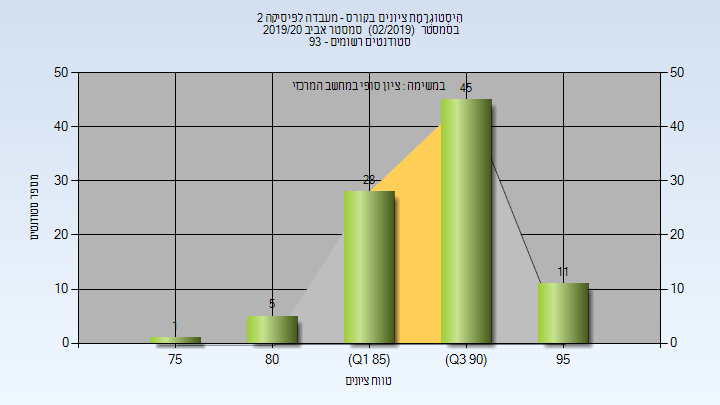 היסטוגרמת ציונים בקורס - מעבדה לפיסיקה 2
בסמסטר (02/2019) סמסטר אביב 2019/20
סטודנטים רשומים - 93
במשימה : ציון סופי במחשב המרכזי
50 50
40 40
30 30
20 20
10 10
0 0
מספר סטודנטים
1 5 28 45 11
75 80 (Q1 85) (Q3 90) 95
טווח ציונים